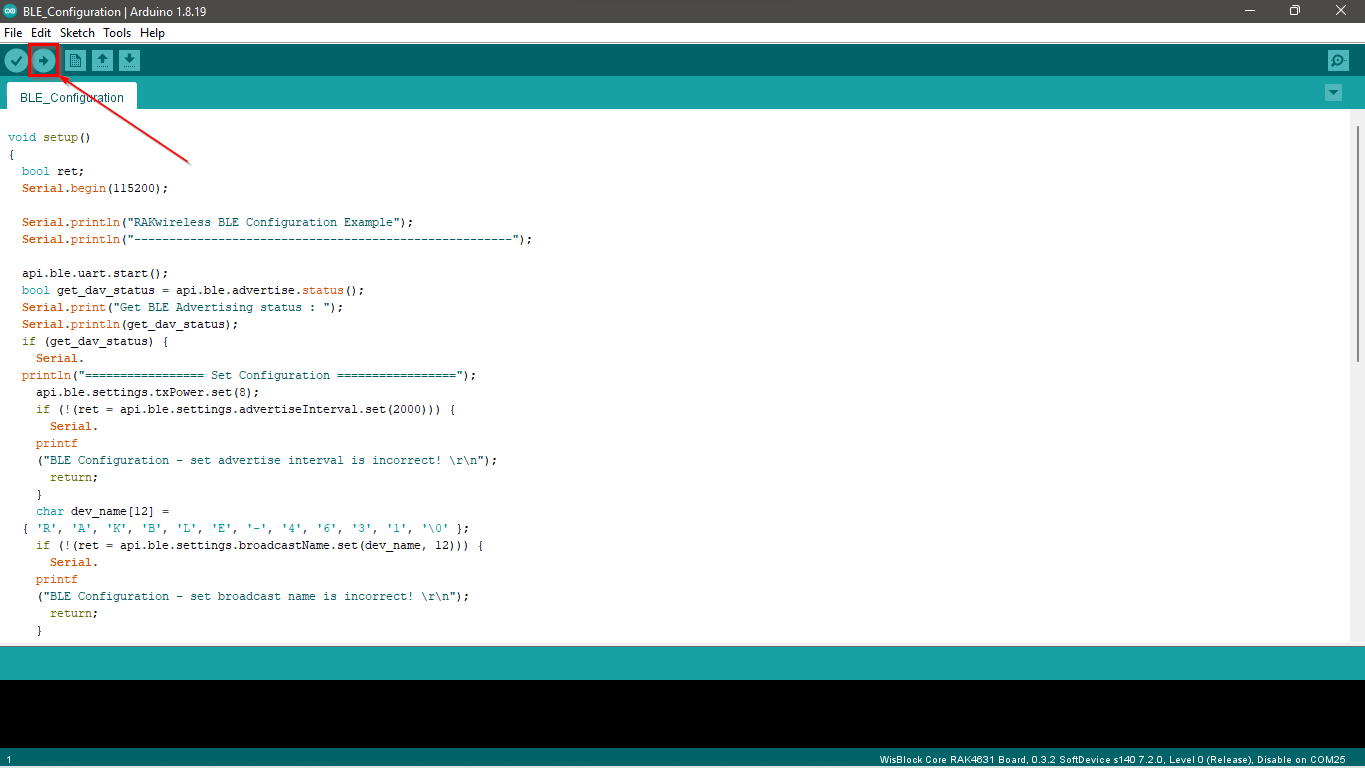 BLE_Configuration | Arduino 1.8.19
File Edit Sketch Tools Help
BLE_Configuration
void setup()
{
  bool ret;
  Serial.begin(115200);
  Serial.println("RAKwireless BLE Configuration Example");
  Serial.println("------------------------------------------------------");
  api.ble.uart.start();
  bool get_dav_status = api.ble.advertise.status();
  Serial.print("Get BLE Advertising status : ");
  Serial.println(get_dav_status);
  if (get_dav_status) {
    Serial.
  println("================= Set Configuration =================");
    api.ble.settings.txPower.set(8);
    if (!(ret = api.ble.settings.advertiseInterval.set(2000))) {
      Serial.
    printf
    ("BLE Configuration - set advertise interval is incorrect! \r\n");
      return;
    }
    char dev_name[12] =
  { 'R', 'A', 'K', 'B', 'L', 'E', '-', '4', '6', '3', '1', '\0' };
    if (!(ret = api.ble.settings.broadcastName.set(dev_name, 12))) {
      Serial.
    printf
    ("BLE Configuration - set broadcast name is incorrect! \r\n");
      return;
    }
1
WisBlock Core RAK4631 Board, 0.3.2 SoftDevice s140 7.2.0, Level 0 (Release), Disable on COM25